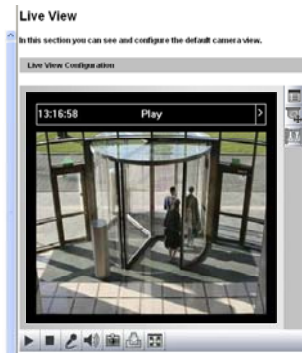 Live View
In this section you can see and configure the default camera view.
Live View Configuration
13:16:58 Play >